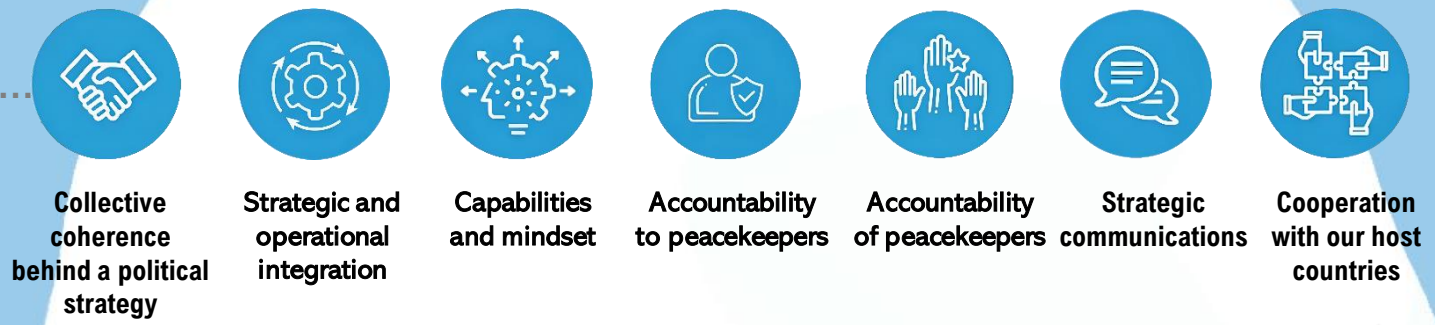 Collective
coherence
behind a political
strategy
Strategic and
operational
integration
Capabilities
and mindset
Accountability
to peacekeepers
Accountability
of peacekeepers
Strategic
communications
Cooperation
with our host
countries